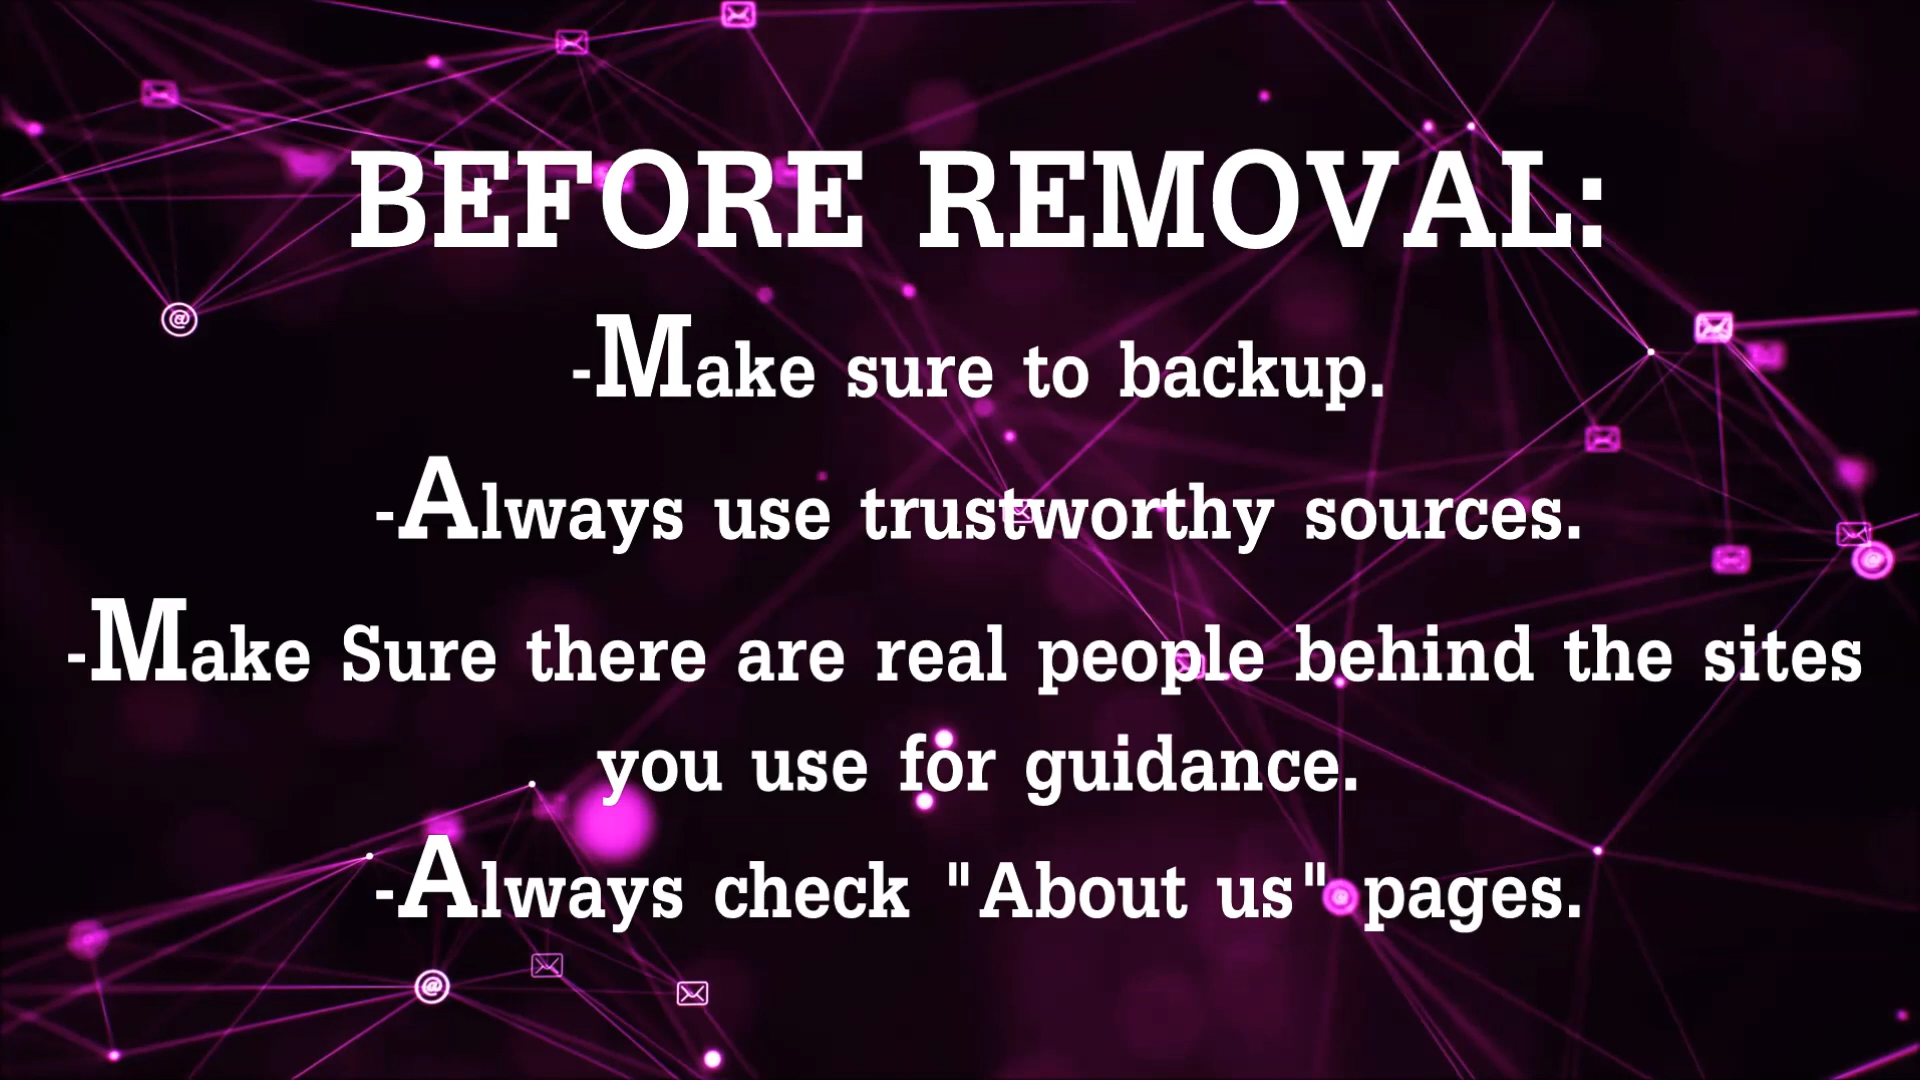 BEFORE REMOVAL:
-Make sure to backup.
-Always use trustworthy sources.
-Make Sure there are real people behind the sites
you use for guidance.
-Always check "About us" pages.